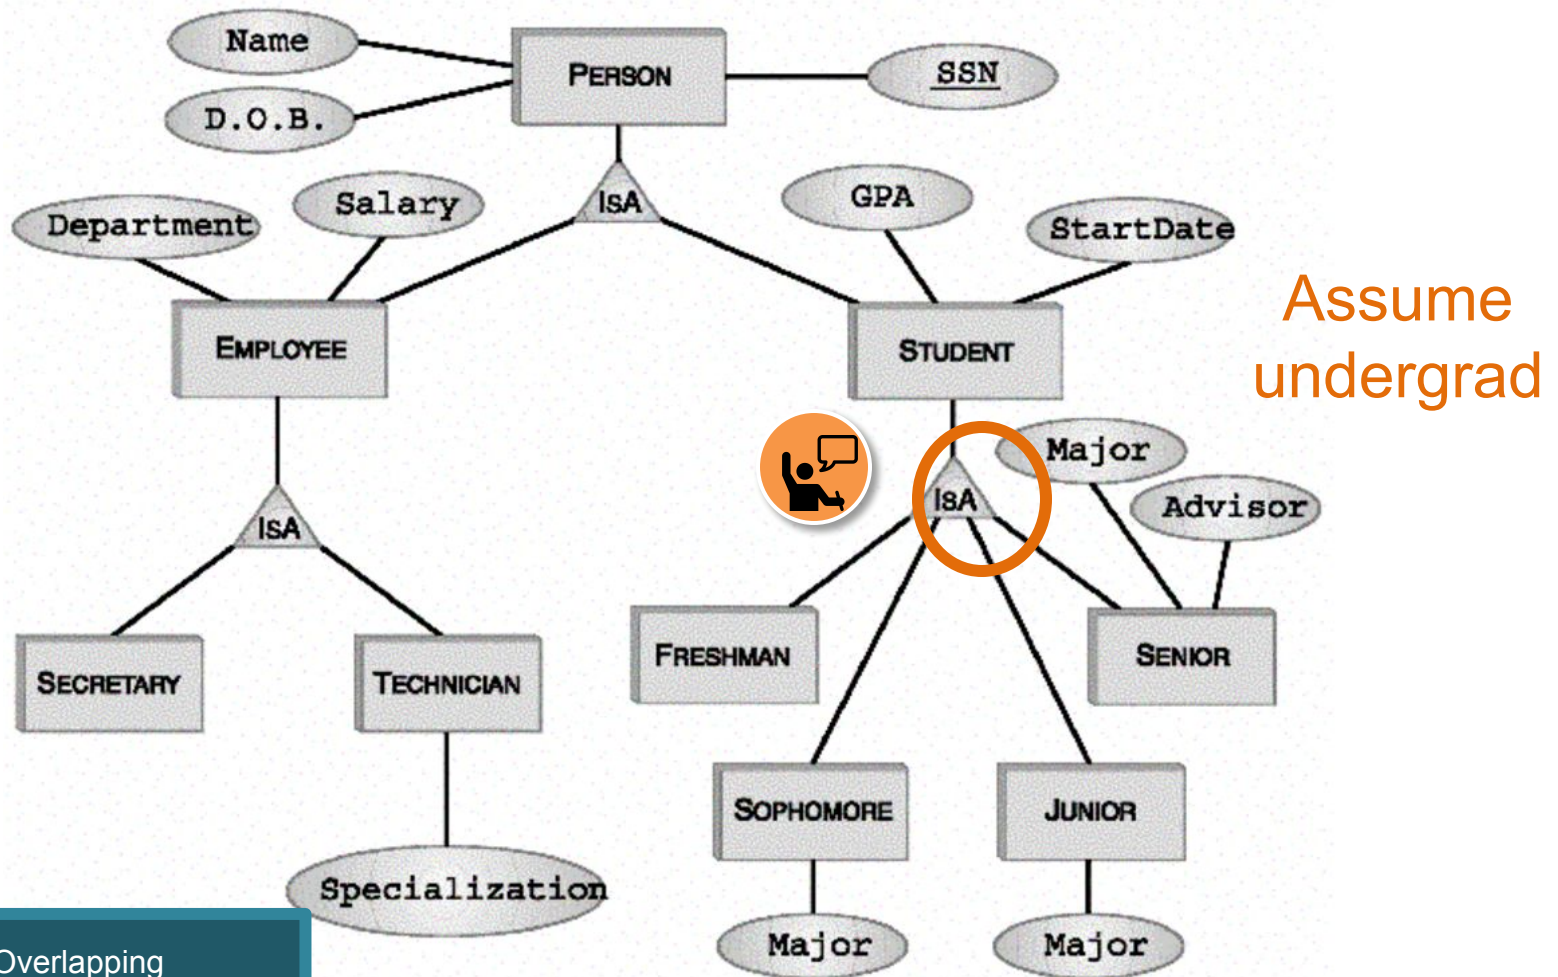 Name
PERSON
SSN
D.O.B.
Department
Salary
IsA
GPA
StartDate
Assume
undergrad
EMPLOYEE
STUDENT
Major
Advisor
IsA
IsA
SECRETARY
TECHNICIAN
FRESHMAN
SENIOR
SOPHOMORE
JUNIOR
Specialization
Major
Major
Overlapping